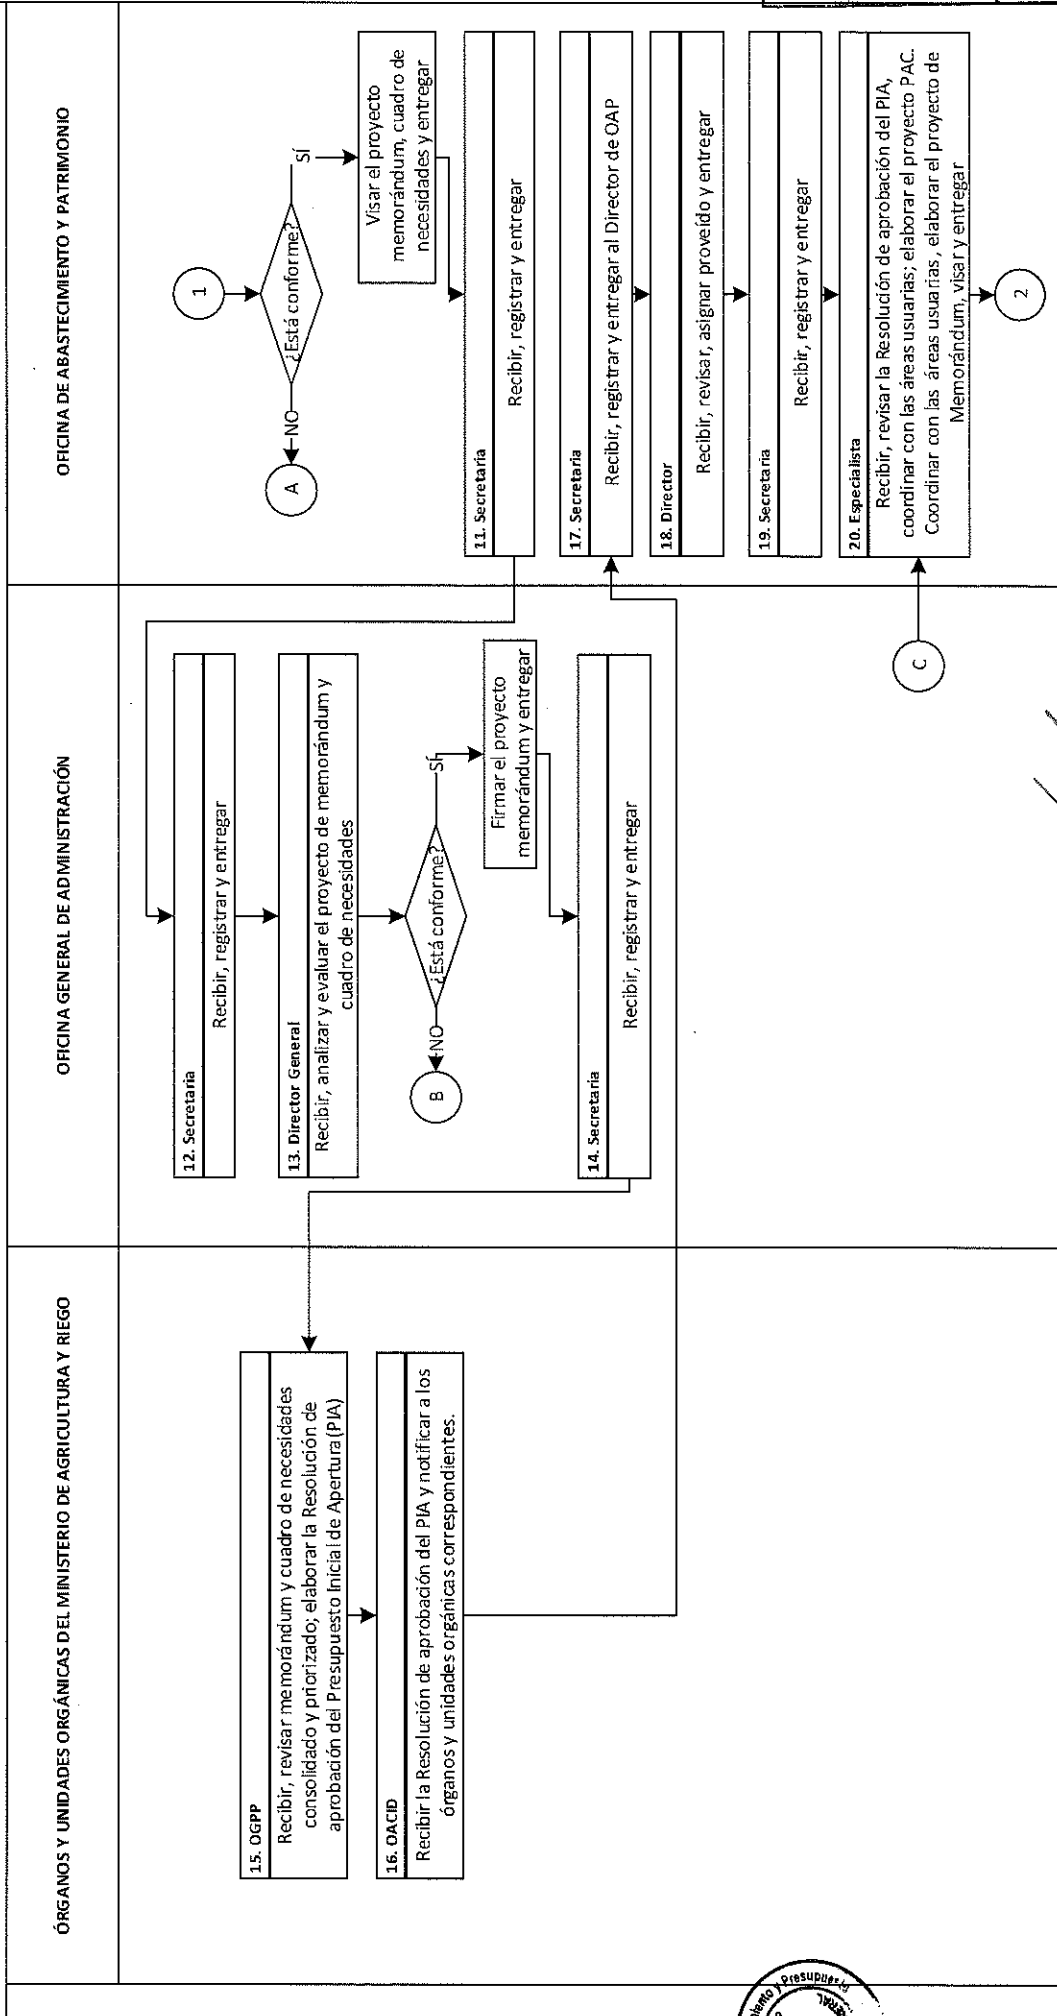 ÓRGANOS Y UNIDADES ORGÁNICAS DEL MINISTERIO DE AGRICULTURA Y RIEGO
OFICINA GENERAL DE ADMINISTRACIÓN
OFICINA DE ABASTECIMIENTO Y PATRIMONIO
1
¿Está conforme?
NO
A
SÍ
Visar el proyecto
memorándum, cuadro de
necesidades y entregar
11. Secretaria
Recibir, registrar y entregar
12. Secretaria
Recibir, registrar y entregar
13. Director General
Recibir, analizar y evaluar el proyecto de memorándum y
cuadro de necesidades
¿Está conforme?
NO
B
SÍ
Firmar el proyecto
memorándum y entregar
14. Secretaria
Recibir, registrar y entregar
15. OGPP
Recibir, revisar memorándum y cuadro de necesidades
consolidado y priorizado; elaborar la Resolución de
aprobación del Presupuesto Inicial de Apertura (PIA)
16. OACID
Recibir la Resolución de aprobación del PIA y notificar a los
órganos y unidades orgánicas correspondientes.
17. Secretaria
Recibir, registrar y entregar al Director de OAP
18. Director
Recibir, revisar, asignar proveído y entregar
19. Secretaria
Recibir, registrar y entregar
C
20. Especialista
Recibir, revisar la Resolución de aprobación del PIA,
coordinar con las áreas usuarias; elaborar el proyecto PAC.
Coordinar con las áreas usuarias, elaborar el proyecto de
Memorándum, visar y entregar
2
y Presupuesto